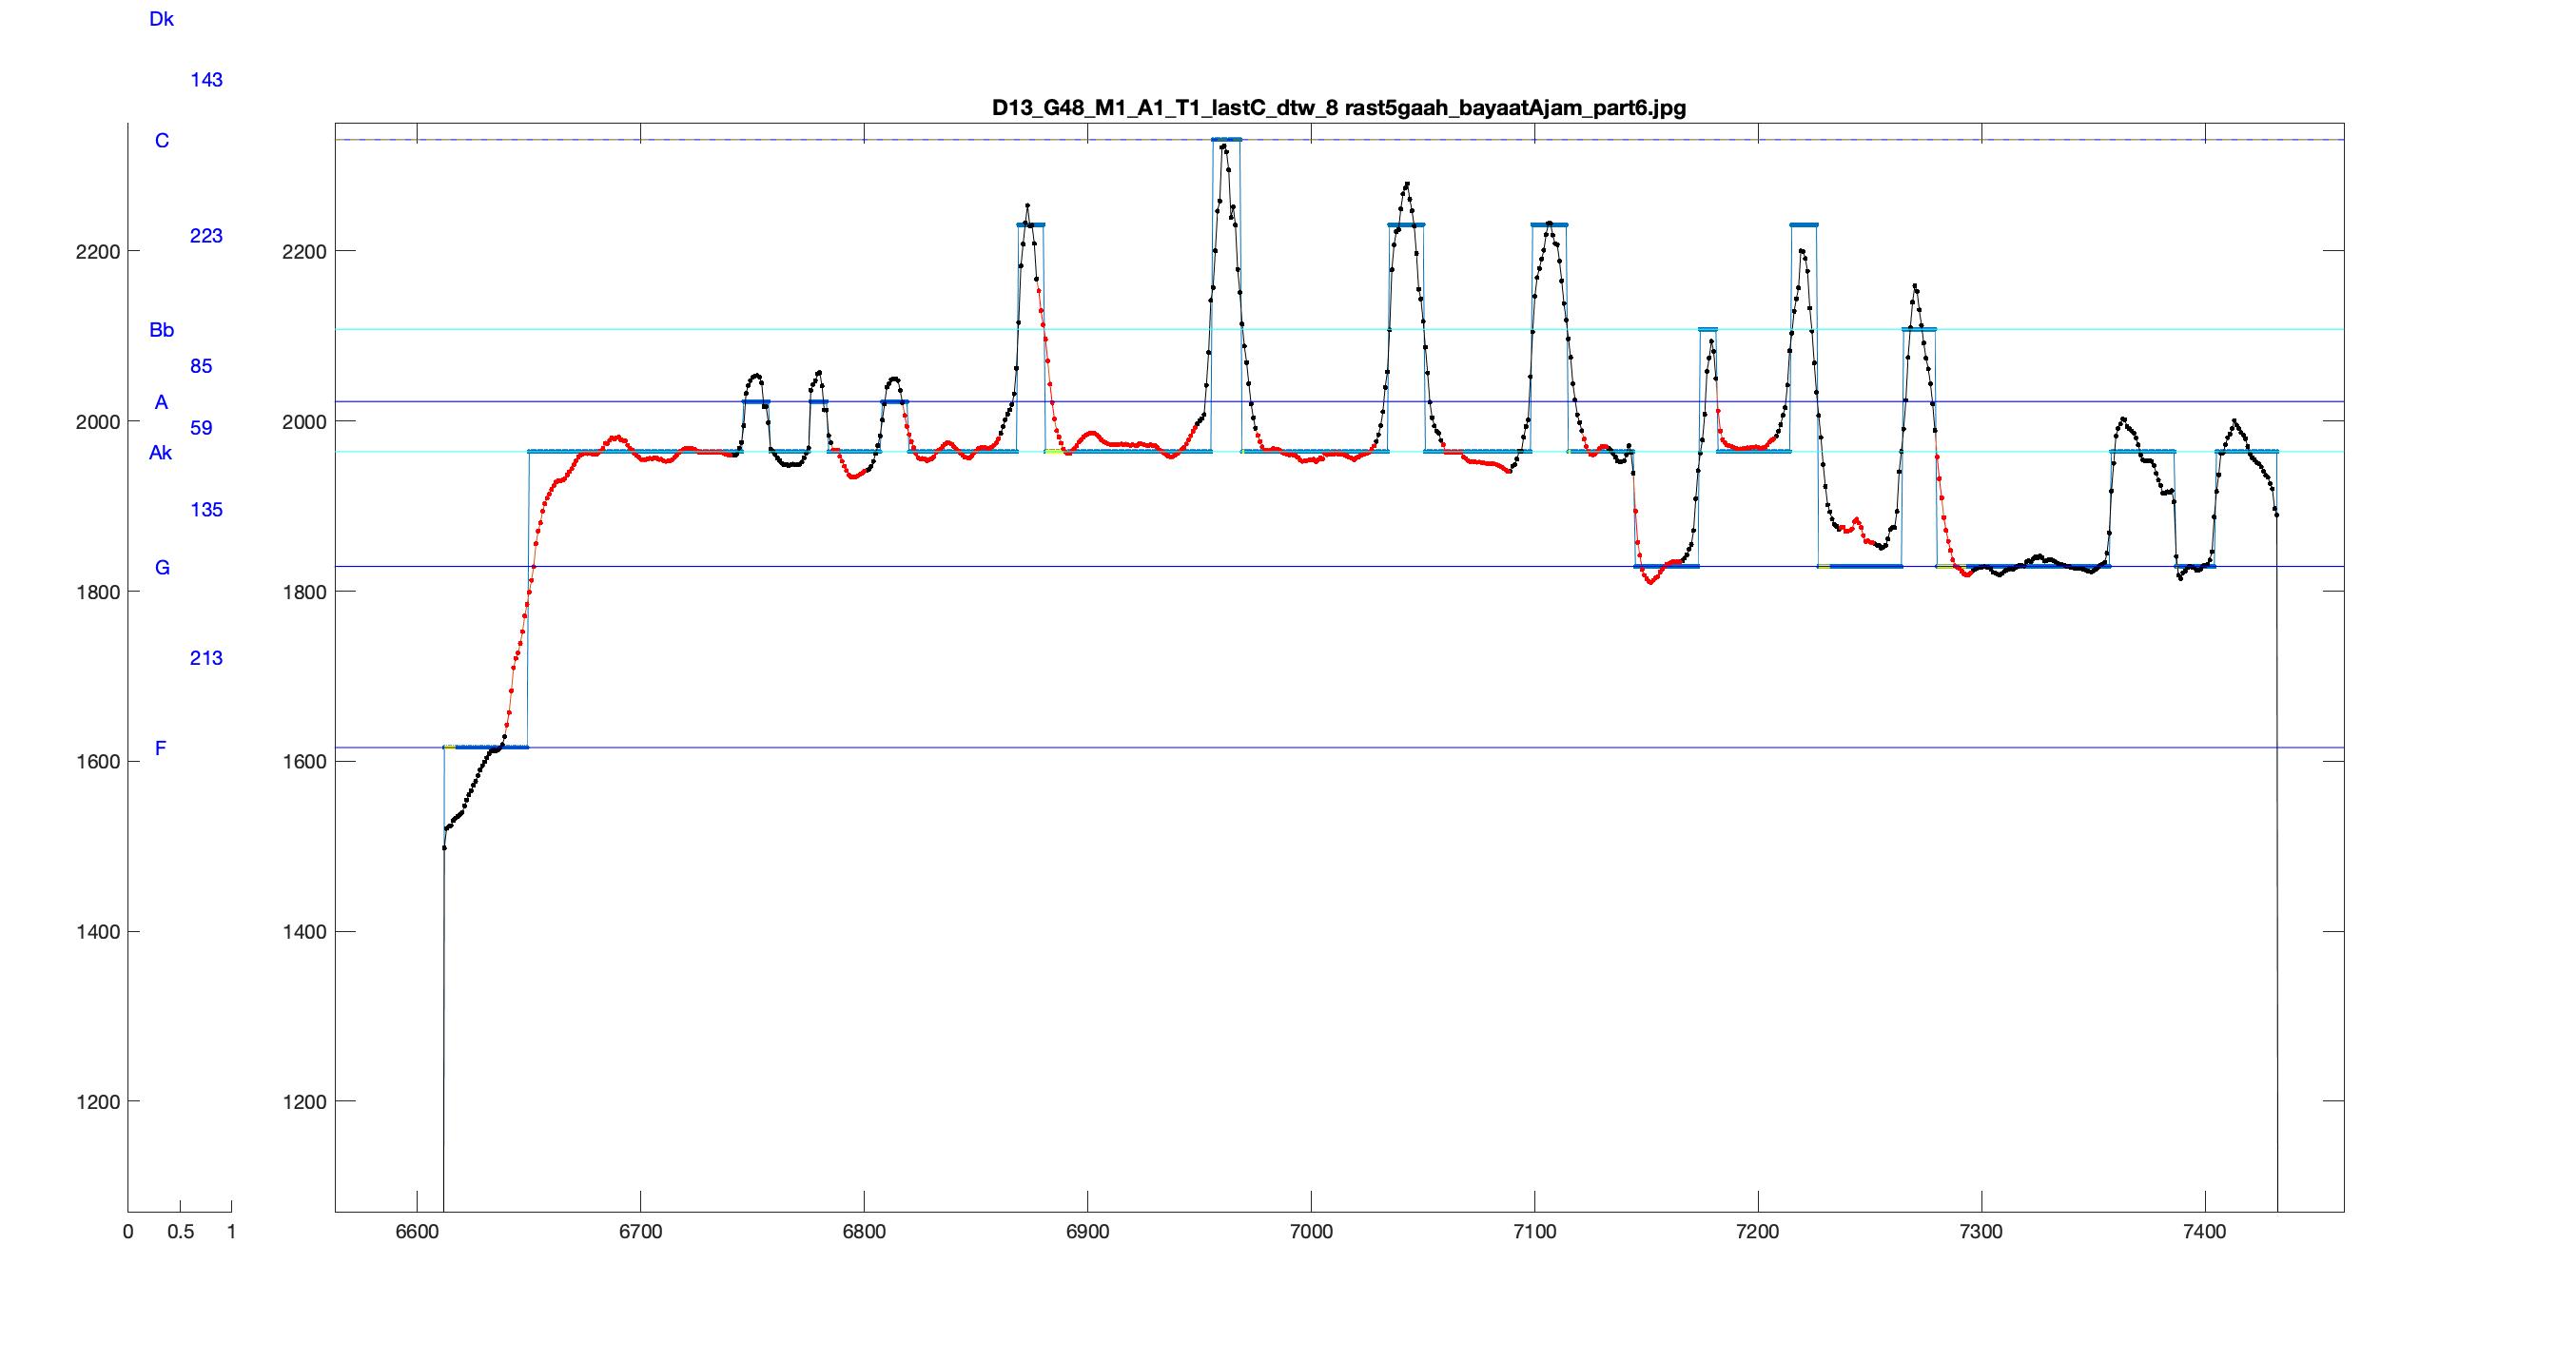 Dk
143
D13_G48_M1_A1_T1_lastC_dtw_8 rast5gaah_bayaatAjam_part6.jpg
C
223
2200
2200
Bb
85
A
2000
59
2000
Ak
135
G
1800
1800
213
F
1600
1600
1400
1400
1200
1200
0 0.5 1
6600 6700 6800 6900 7000 7100 7200 7300 7400